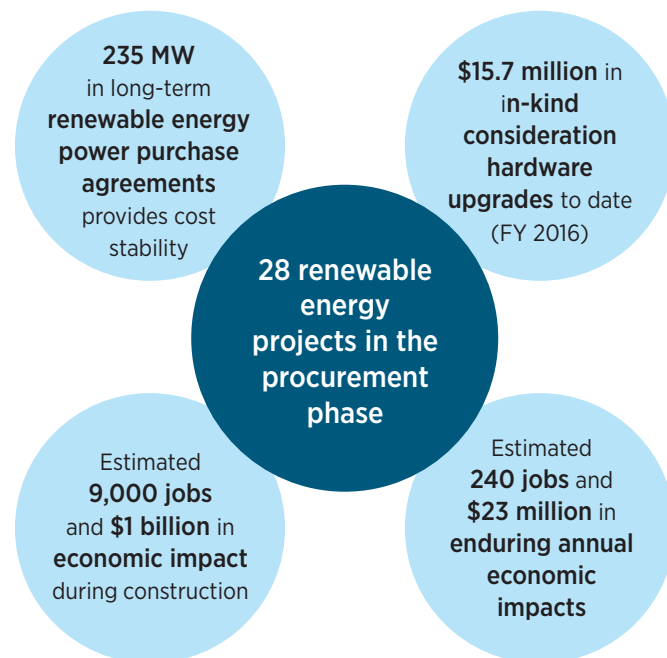 235 MW
in long-term
renewable energy
power purchase
agreements
provides cost
stability
$15.7 million in
in-kind
consideration
hardware
upgrades to date
(FY 2016)
28 renewable
energy
projects in the
procurement
phase
Estimated
9,000 jobs
and $1 billion in
economic impact
during construction
Estimated
240 jobs and
$23 million in
enduring annual
economic
impacts